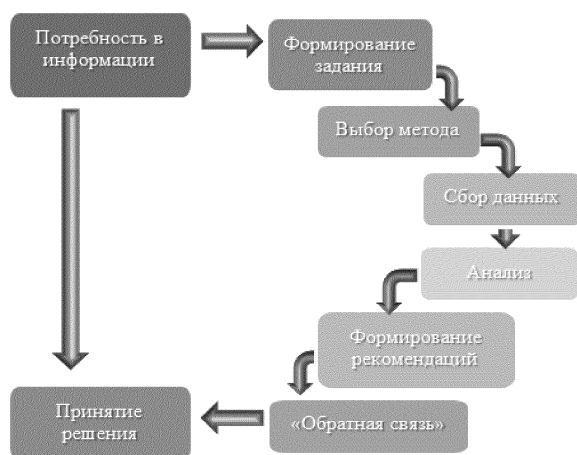 Потребность в
информации
Формирование
задания
Выбор метода
Сбор данных
Анализ
Формирование
рекомендаций
«Обратная связь»
Принятие
решения